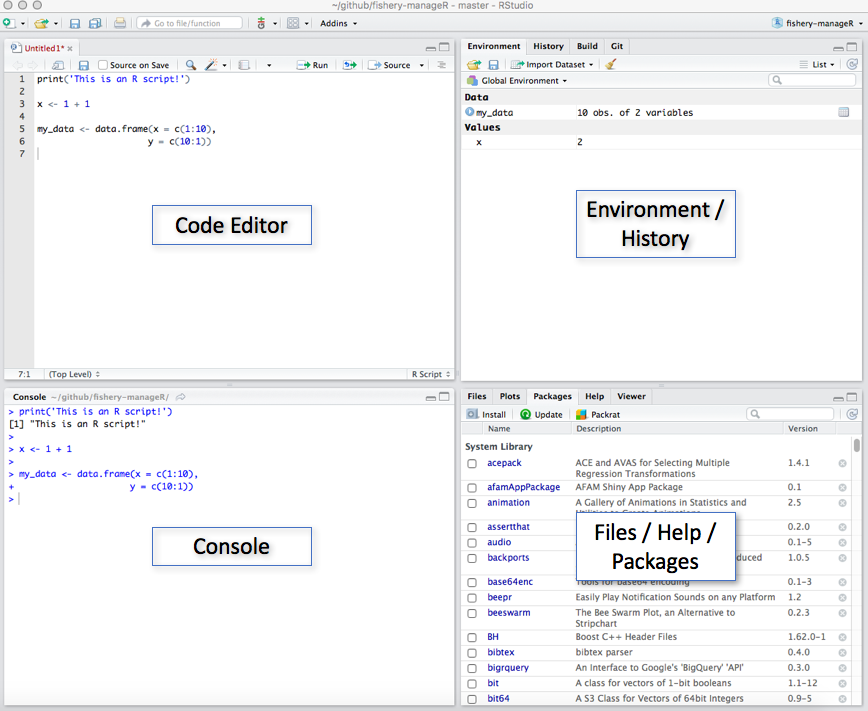 ~/github/fishery-manageR - master - RStudio
Go to file/function
Addins
fishery-manageR
Untitled1*
Source on Save
Run
Source
1 print('This is an R script!')
2
3 x <- 1 + 1
4
5 my_data <- data.frame(x = c(1:10),
6 y = c(10:1))
7
Code Editor
7:1 (Top Level) R Script
Environment History Build Git
Import Dataset List
Global Environment
Data
my_data 10 obs. of 2 variables
Values
x 2
Environment /
History
Console ~/github/fishery-manageR/
> print('This is an R script!')
[1] "This is an R script!"
>
> x <- 1 + 1
>
> my_data <- data.frame(x = c(1:10),
+ y = c(10:1))
>
Console
Files Plots Packages Help Viewer
Install Update Packrat
Name Description Version
System Library
acepack ACE and AVAS for Selecting Multiple 1.4.1
Regression Transformations
afamAppPackage AFAM Shiny App Package 0.1
animation A Gallery of Animations in Statistics and 2.5
assertthat 0.2.0
audio 0.1-5
backports 1.0.5
Files / Help /
Packages
base64enc Tools for base64 encoding 0.1-3
beepr Easily Play Notification Sounds on any Platform 1.2
beeswarm The Bee Swarm Plot, an Alternative to 0.2.3
Stripchart
BH Boost C++ Header Files 1.62.0-1
bibtex bibtex parser 0.4.0
bigrquery An Interface to Google's 'BigQuery' 'API' 0.3.0
bit A class for vectors of 1-bit booleans 1.1-12
bit64 A S3 Class for Vectors of 64bit Integers 0.9-5